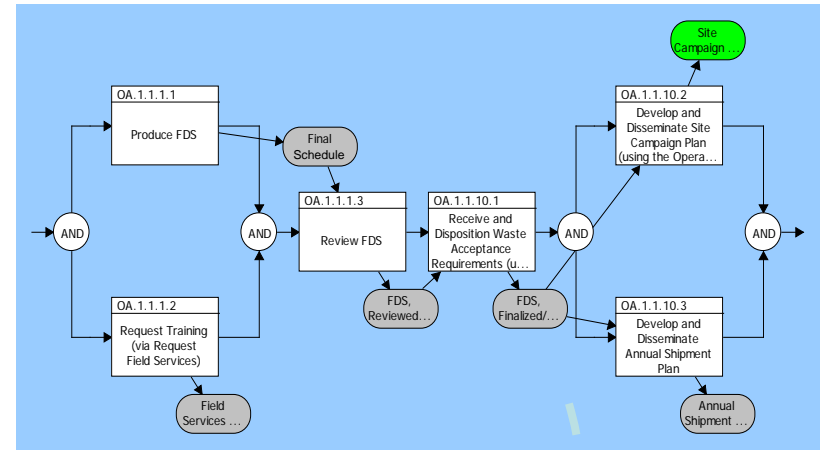 Site
Campaign ...
OA.1.1.1.1
Produce FDS
OA.1.1.10.2
Develop and
Disseminate Site
Campaign Plan
(using the Opera...
Final
Schedule
OA.1.1.1.3
Review FDS
OA.1.1.10.1
Receive and
Disposition Waste
Acceptance
Requirements (u...
AND
AND
AND
AND
FDS,
Reviewed...
FDS,
Finalized/...
OA.1.1.1.2
Request Training
(via Request
Field Services)
OA.1.1.10.3
Develop and
Disseminate
Annual Shipment
Plan
Field
Services ...
Annual
Shipment ...